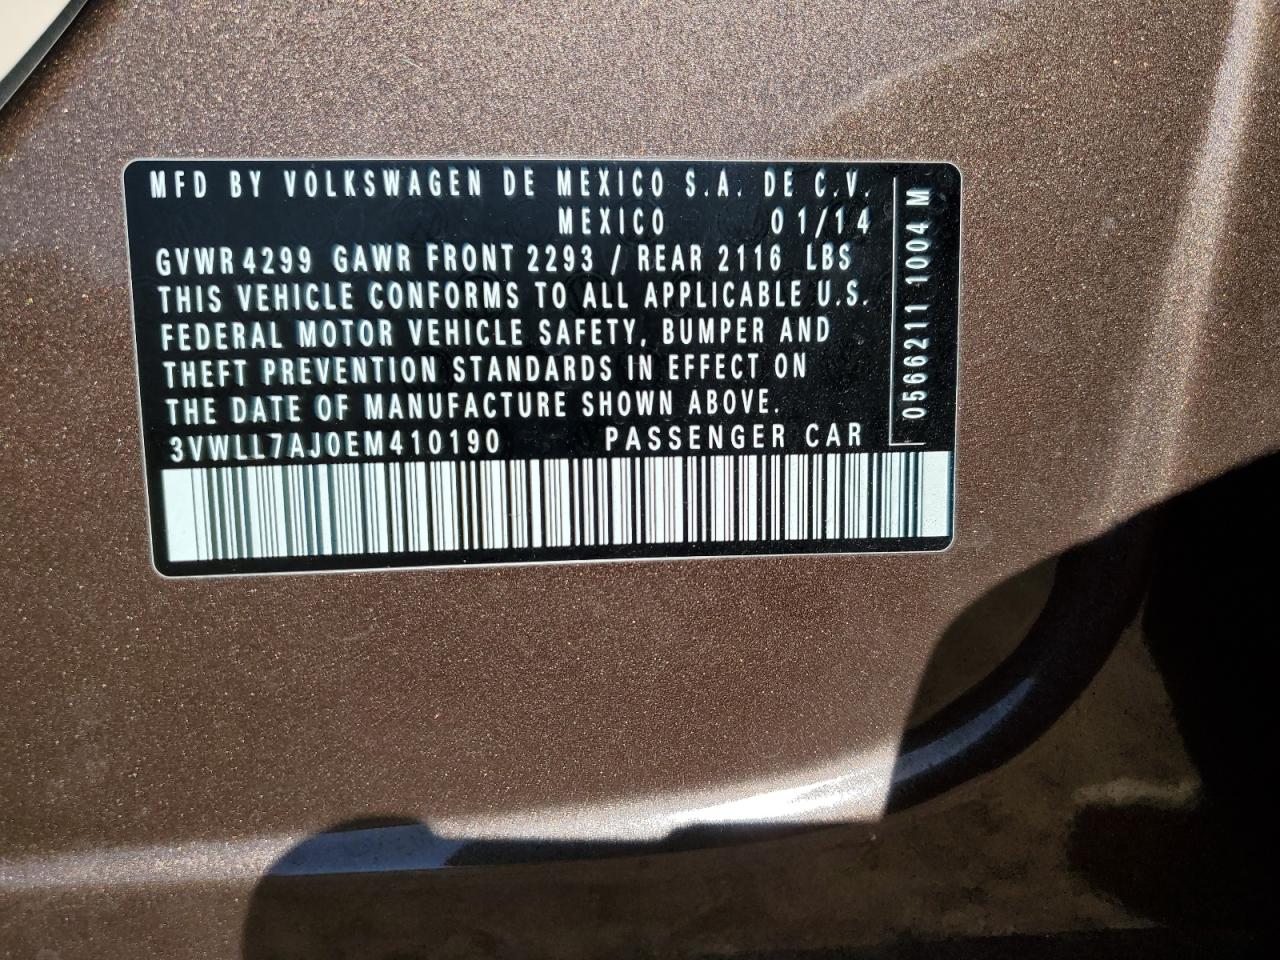 MFD BY VOLKSWAGEN DE MEXICO S.A. DE C.V.
MEXICO 01/14
GVWR 4299 GAWR FRONT 2293 / REAR 2116 LBS
THIS VEHICLE CONFORMS TO ALL APPLICABLE U.S.
FEDERAL MOTOR VEHICLE SAFETY, BUMPER AND
THEFT PREVENTION STANDARDS IN EFFECT ON
THE DATE OF MANUFACTURE SHOWN ABOVE.
3VWLL7AJ0EM410190 PASSENGER CAR
0566211 1004 M